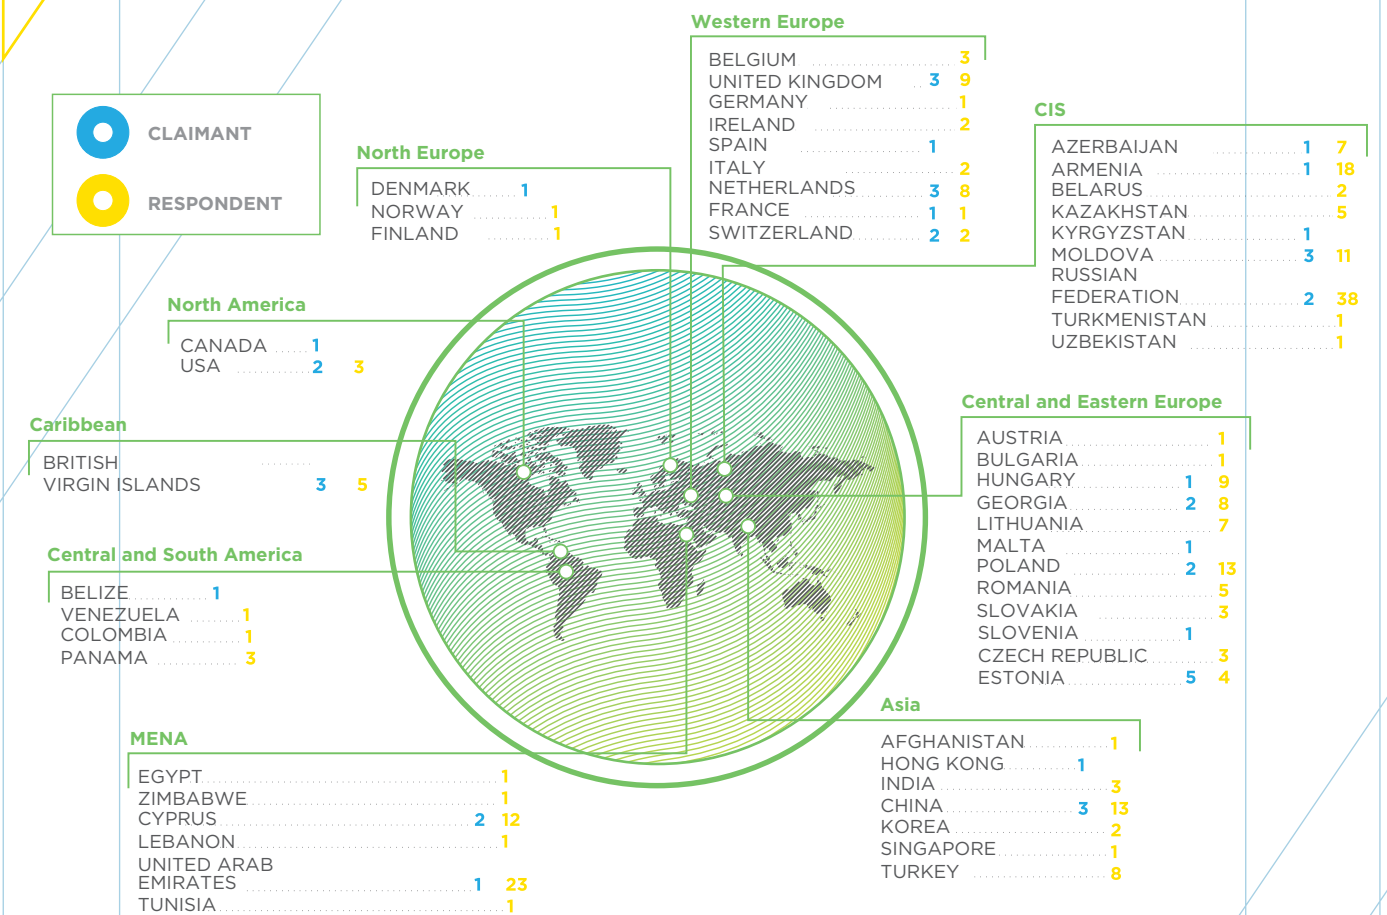 CLAIMANT
RESPONDENT
North Europe
DENMARK 1
NORWAY 1
FINLAND 1
Western Europe
BELGIUM 3
UNITED KINGDOM 3 9
GERMANY 1
IRELAND 2
SPAIN 1
ITALY 2
NETHERLANDS 3 8
FRANCE 1 1
SWITZERLAND 2 2
CIS
AZERBAIJAN 1 7
ARMENIA 1 18
BELARUS 2
KAZAKHSTAN 5
KYRGYZSTAN 1
MOLDOVA 3 11
RUSSIAN
FEDERATION 2 38
TURKMENISTAN 1
UZBEKISTAN 1
North America
CANADA 1
USA 2 3
Caribbean
BRITISH
VIRGIN ISLANDS 3 5
Central and South America
BELIZE 1
VENEZUELA 1
COLOMBIA 1
PANAMA 3
Central and Eastern Europe
AUSTRIA 1
BULGARIA 1
HUNGARY 1 9
GEORGIA 2 8
LITHUANIA 7
MALTA 1
POLAND 2 13
ROMANIA 5
SLOVAKIA 3
SLOVENIA 1
CZECH REPUBLIC 3
ESTONIA 5 4
MENA
EGYPT 1
ZIMBABWE 1
CYPRUS 2 12
LEBANON 1
UNITED ARAB
EMIRATES 1 23
TUNISIA 1
Asia
AFGHANISTAN 1
HONG KONG 1
INDIA 3
CHINA 3 13
KOREA 2
SINGAPORE 1
TURKEY 8